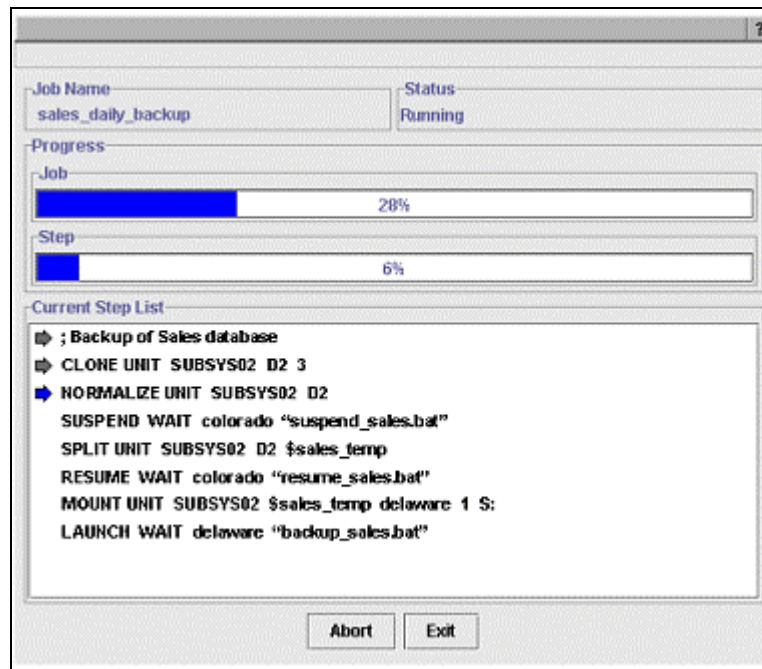 ?
Job Name
Status
sales_daily_backup
Running
Progress
Job
28%
Step
6%
Current Step List
; Backup of Sales database
CLONE UNIT SUBSYS02 D2 3
NORMALIZE UNIT SUBSYS02 D2
SUSPEND WAIT colorado “suspend_sales.bat”
SPLIT UNIT SUBSYS02 D2 $sales_temp
RESUME WAIT colorado “resume_sales.bat”
MOUNT UNIT SUBSYS02 $sales_temp delaware 1 S:
LAUNCH WAIT delaware “backup_sales.bat”
Abort
Exit